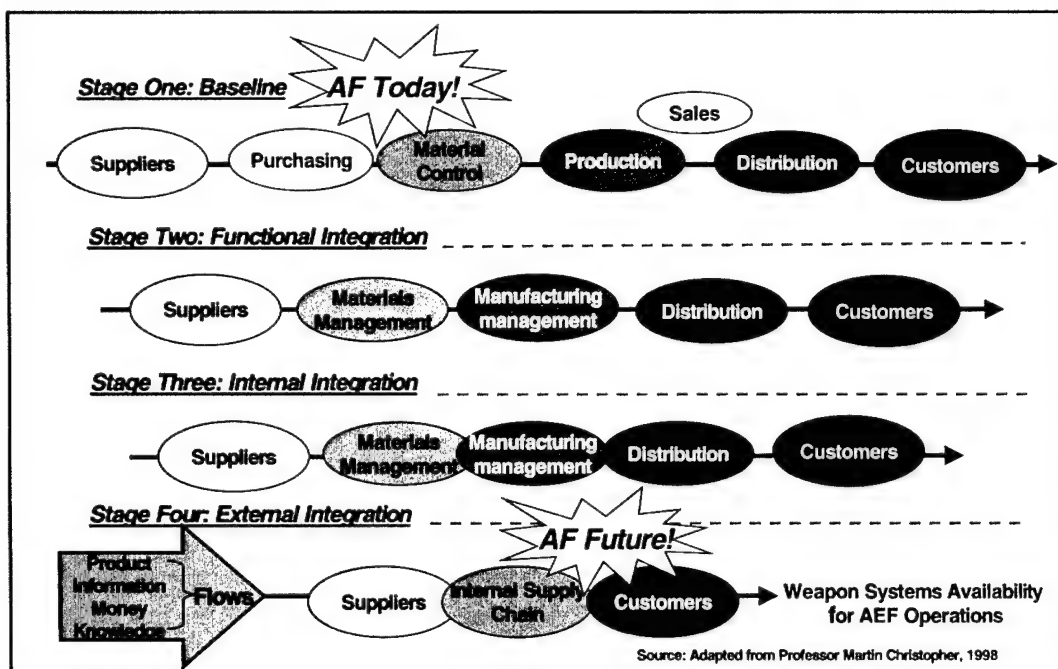 Stage One: Baseline
AF Today!
Sales
Suppliers
Purchasing
Material
Control
Production
Distribution
Customers
Stage Two: Functional Integration
Suppliers
Materials
Management
Manufacturing
management
Distribution
Customers
Stage Three: Internal Integration
Suppliers
Materials
Management
Manufacturing
management
Distribution
Customers
Stage Four: External Integration
AF Future!
Product
Information
Money
Knowledge
Flows
Suppliers
Internal Supply
Chain
Customers
Weapon Systems Availability
for AEF Operations
Source: Adapted from Professor Martin Christopher, 1998